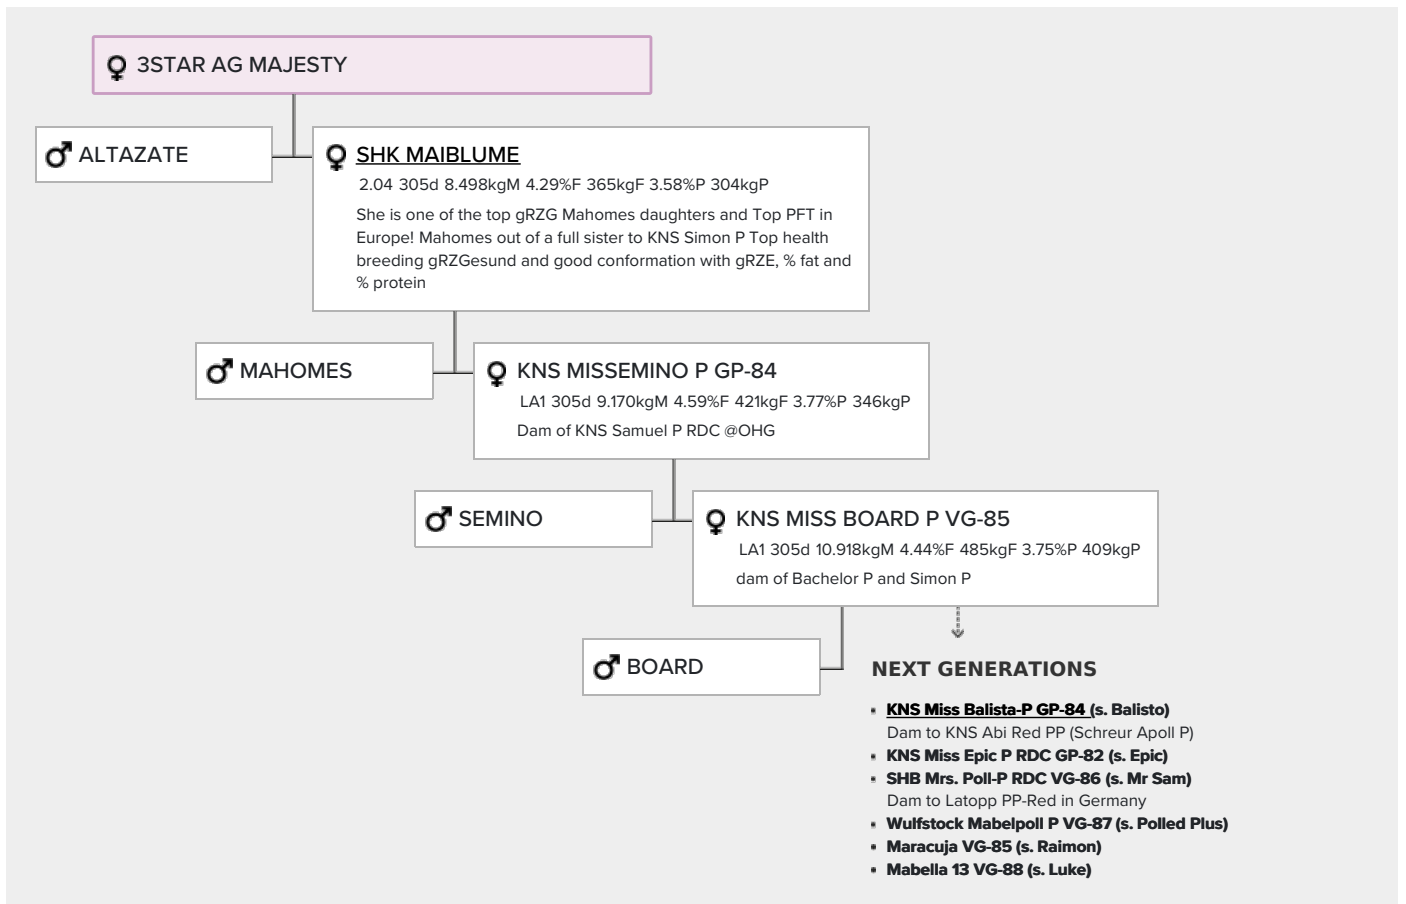 3STAR AG MAJESTY
ALTAZATE
SHK MAIBLUME
2.04 305d 8.498kgM 4.29%F 365kgF 3.58%P 304kgP
She is one of the top gRZG Mahomes daughters and Top PFT in
Europe! Mahomes out of a full sister to KNS Simon P Top health
breeding gRZGesund and good conformation with gRZE, % fat and
% protein
MAHOMES
KNS MISSEMINO P GP-84
LA1 305d 9.170kgM 4.59%F 421kgF 3.77%P 346kgP
Dam of KNS Samuel P RDC @OHG
SEMINO
KNS MISS BOARD P VG-85
LA1 305d 10.918kgM 4.44%F 485kgF 3.75%P 409kgP
dam of Bachelor P and Simon P
BOARD
NEXT GENERATIONS
KNS Miss Balista-P GP-84 (s. Balisto)
Dam to KNS Abi Red PP (Schreur Apoll P)
KNS Miss Epic P RDC GP-82 (s. Epic)
SHB Mrs. Poll-P RDC VG-86 (s. Mr Sam)
Dam to Latopp PP-Red in Germany
Wulfstock Mabelpoll P VG-87 (s. Polled Plus)
Maracuja VG-85 (s. Raimon)
Mabella 13 VG-88 (s. Luke)